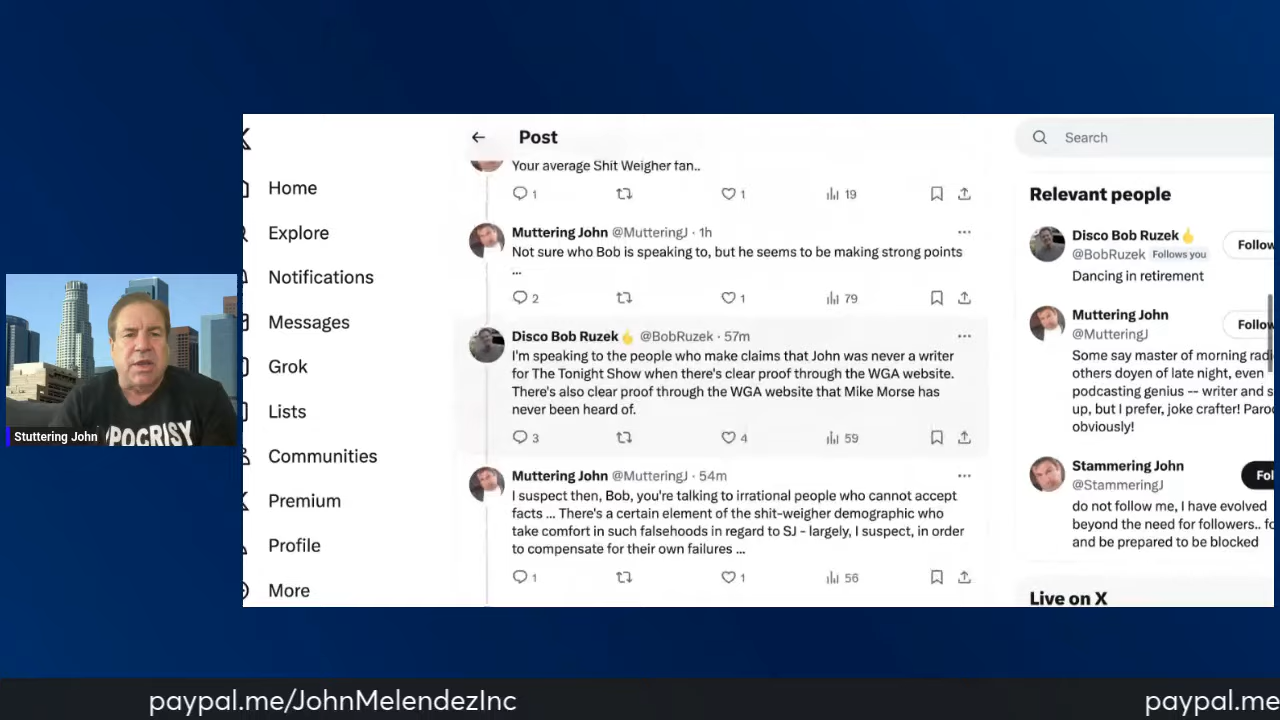 Post
Search
Home
Explore
Notifications
Messages
Grok
Lists
Communities
Premium
Profile
More
Your average Shit Weigher fan..
1
1
19
Muttering John @MutteringJ · 1h
Not sure who Bob is speaking to, but he seems to be making strong points
...
2
1
79
Disco Bob Ruzek @BobRuzek · 57m
I'm speaking to the people who make claims that John was never a writer
for The Tonight Show when there's clear proof through the WGA website.
There's also clear proof through the WGA website that Mike Morse has
never been heard of.
3
4
59
Muttering John @MutteringJ · 54m
I suspect then, Bob, you're talking to irrational people who cannot accept
facts ... There's a certain element of the shit-weigher demographic who
take comfort in such falsehoods in regard to SJ - largely, I suspect, in order
to compensate for their own failures ...
1
1
56
Relevant people
Disco Bob Ruzek
@BobRuzek Follows you
Follow
Dancing in retirement
Muttering John
@MutteringJ
Follow
Some say master of morning radi
others doyen of late night, even
podcasting genius -- writer and s
up, but I prefer, joke crafter! Paroc
obviously!
Stammering John
@StammeringJ
Fol
do not follow me, I have evolved
beyond the need for followers.. fo
and be prepared to be blocked
Live on X
POCRISY
Stuttering John
paypal.me/JohnMelendezInc
paypal.me